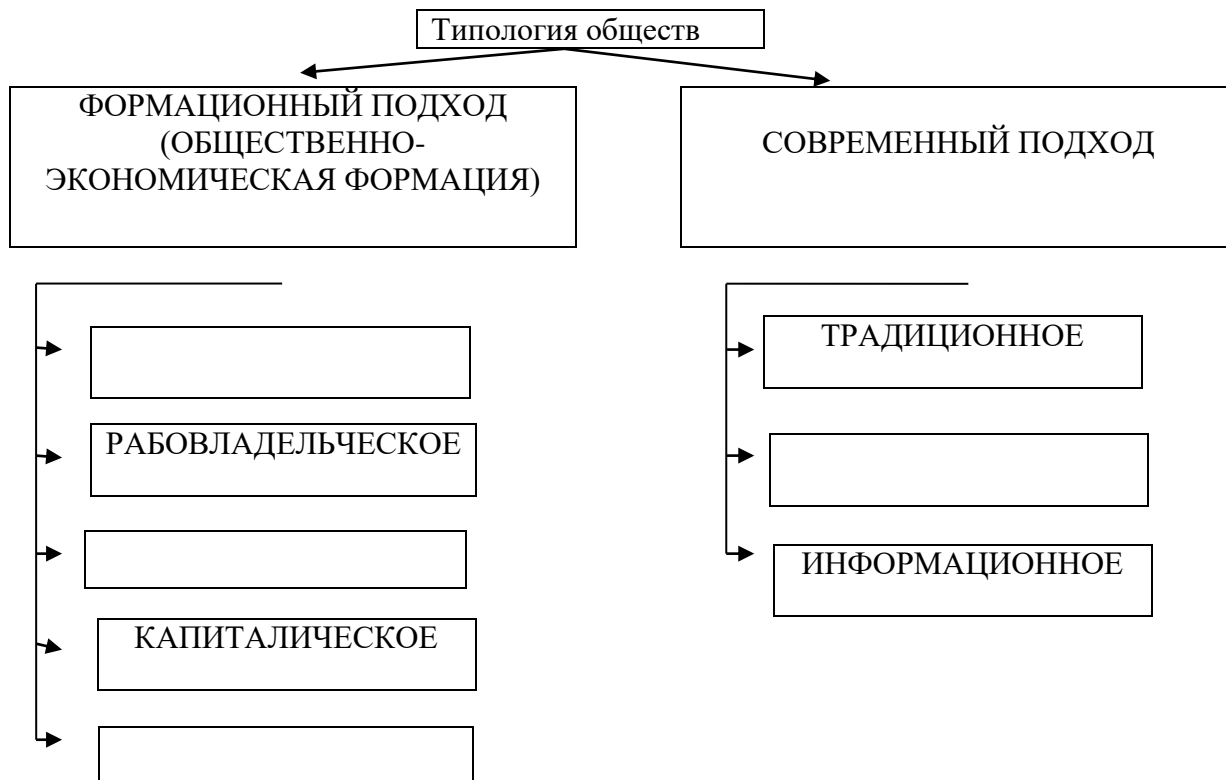 Типология обществ
ФОРМАЦИОННЫЙ ПОДХОД
(ОБЩЕСТВЕННО-
ЭКОНОМИЧЕСКАЯ ФОРМАЦИЯ)
СОВРЕМЕННЫЙ ПОДХОД
РАБОВЛАДЕЛЬЧЕСКОЕ
КАПИТАЛИЧЕСКОЕ
ТРАДИЦИОННОЕ
ИНФОРМАЦИОННОЕ